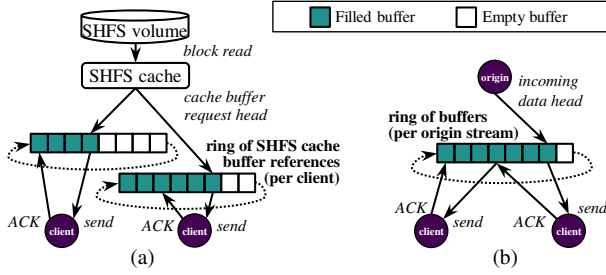 Filled buffer
Empty buffer
SHFS volume
block read
SHFS cache
cache buffer
request head
ring of SHFS cache
buffer references
(per client)
ACK
send
client
ACK
send
client
(a)
origin
incoming
data head
ring of buffers
(per origin stream)
ACK
send
client
ACK
send
client
(b)